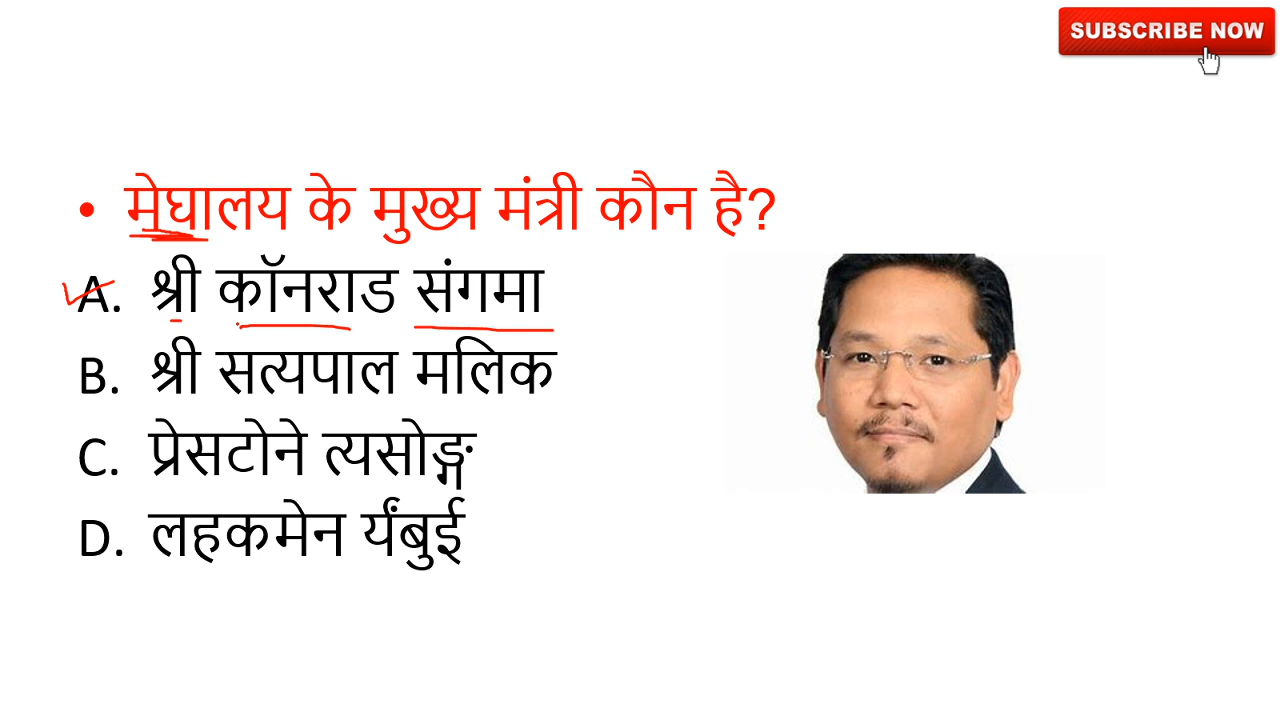 SUBSCRIBE NOW
• मेघालय के मुख्य मंत्री कौन है?
A. श्री कॉनराड संगमा
B. श्री सत्यपाल मलिक
C. प्रेसटोने त्यसोङ्ग
D. लहकमेन र्यंबुई